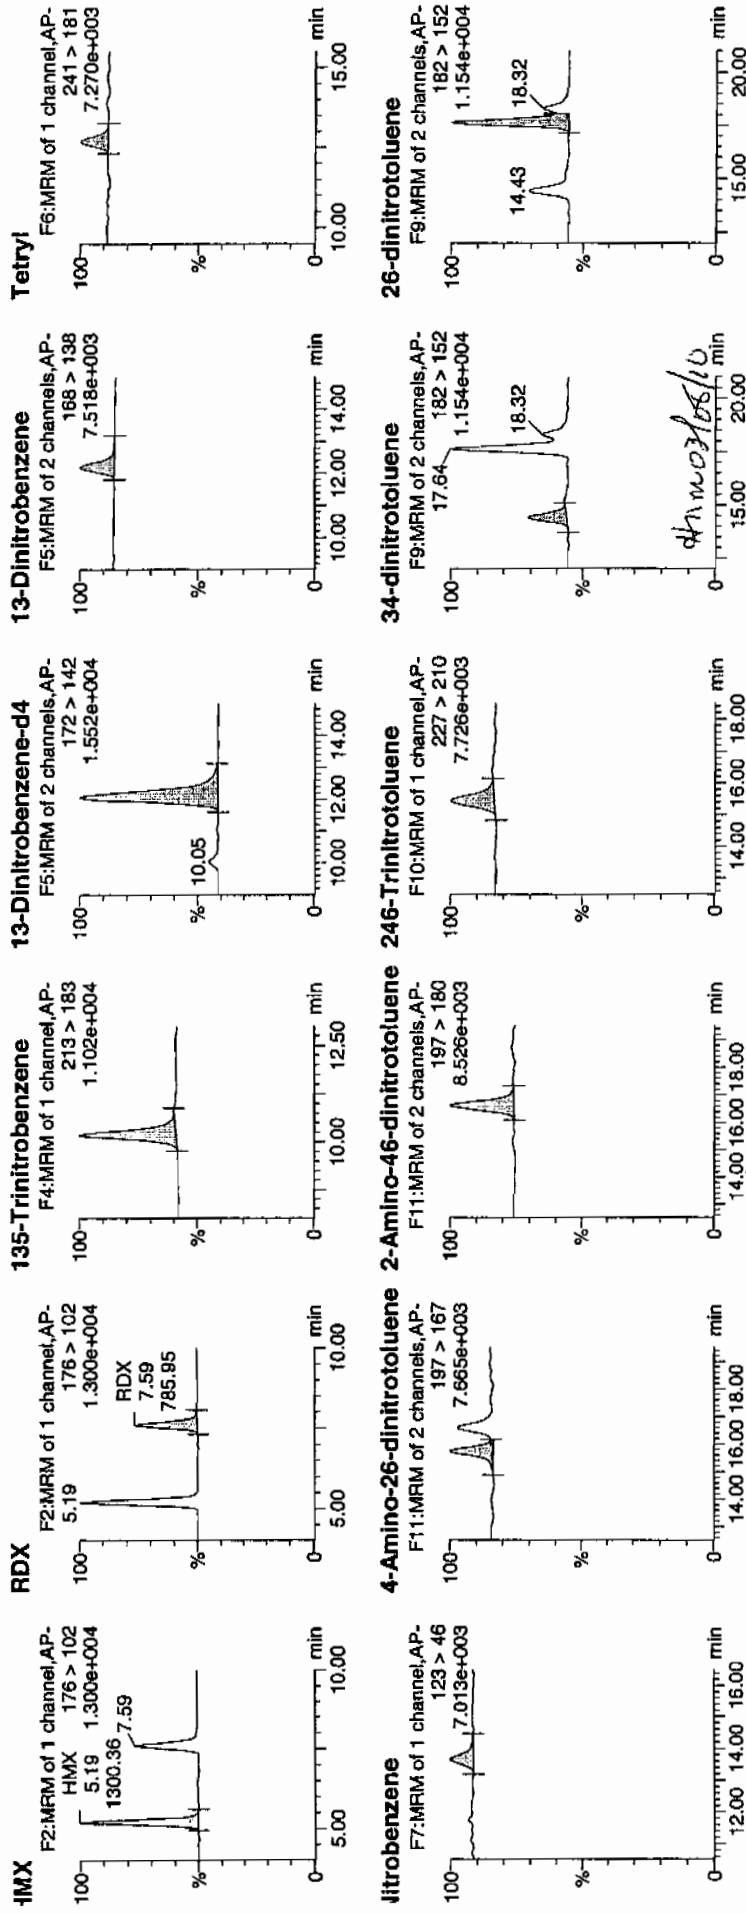 HMX
F2:MRM of 1 channel,AP-
HMX 176 > 102
5.19 1.300e+004
1300.36
7.59
100
%
0
5.00 10.00 min
RDX
F2:MRM of 1 channel,AP-
5.19 176 > 102
1.300e+004
RDX
7.59
785.95
100
%
0
5.00 10.00 min
135-Trinitrobenzene
F4:MRM of 1 channel,AP-
213 > 183
1.102e+004
100
%
0
10.00 12.50 min
13-Dinitrobenzene-d4
F5:MRM of 2 channels,AP-
172 > 142
1.552e+004
10.05
100
%
0
10.00 12.00 14.00 min
13-Dinitrobenzene
F5:MRM of 2 channels,AP-
168 > 138
7.518e+003
100
%
0
10.00 12.00 14.00 min
Tetryl
F6:MRM of 1 channel,AP-
241 > 181
7.270e+003
100
%
0
10.00 15.00 min
Nitrobenzene
F7:MRM of 1 channel,AP-
123 > 46
7.013e+003
100
%
0
12.00 14.00 16.00 min
4-Amino-26-dinitrotoluene
F11:MRM of 2 channels,AP-
197 > 167
7.665e+003
100
%
0
14.00 16.00 18.00 min
2-Amino-46-dinitrotoluene
F11:MRM of 2 channels,AP-
197 > 180
8.526e+003
100
%
0
14.00 16.00 18.00 min
246-Trinitrotoluene
F10:MRM of 1 channel,AP-
227 > 210
7.726e+003
100
%
0
14.00 16.00 18.00 min
34-dinitrotoluene
F9:MRM of 2 channels,AP-
17.64 182 > 152
1.154e+004
18.32
100
%
0
15.00 20.00 min
03/08/10
26-dinitrotoluene
F9:MRM of 2 channels,AP-
182 > 152
1.154e+004
18.32
14.43
100
%
0
15.00 20.00 min